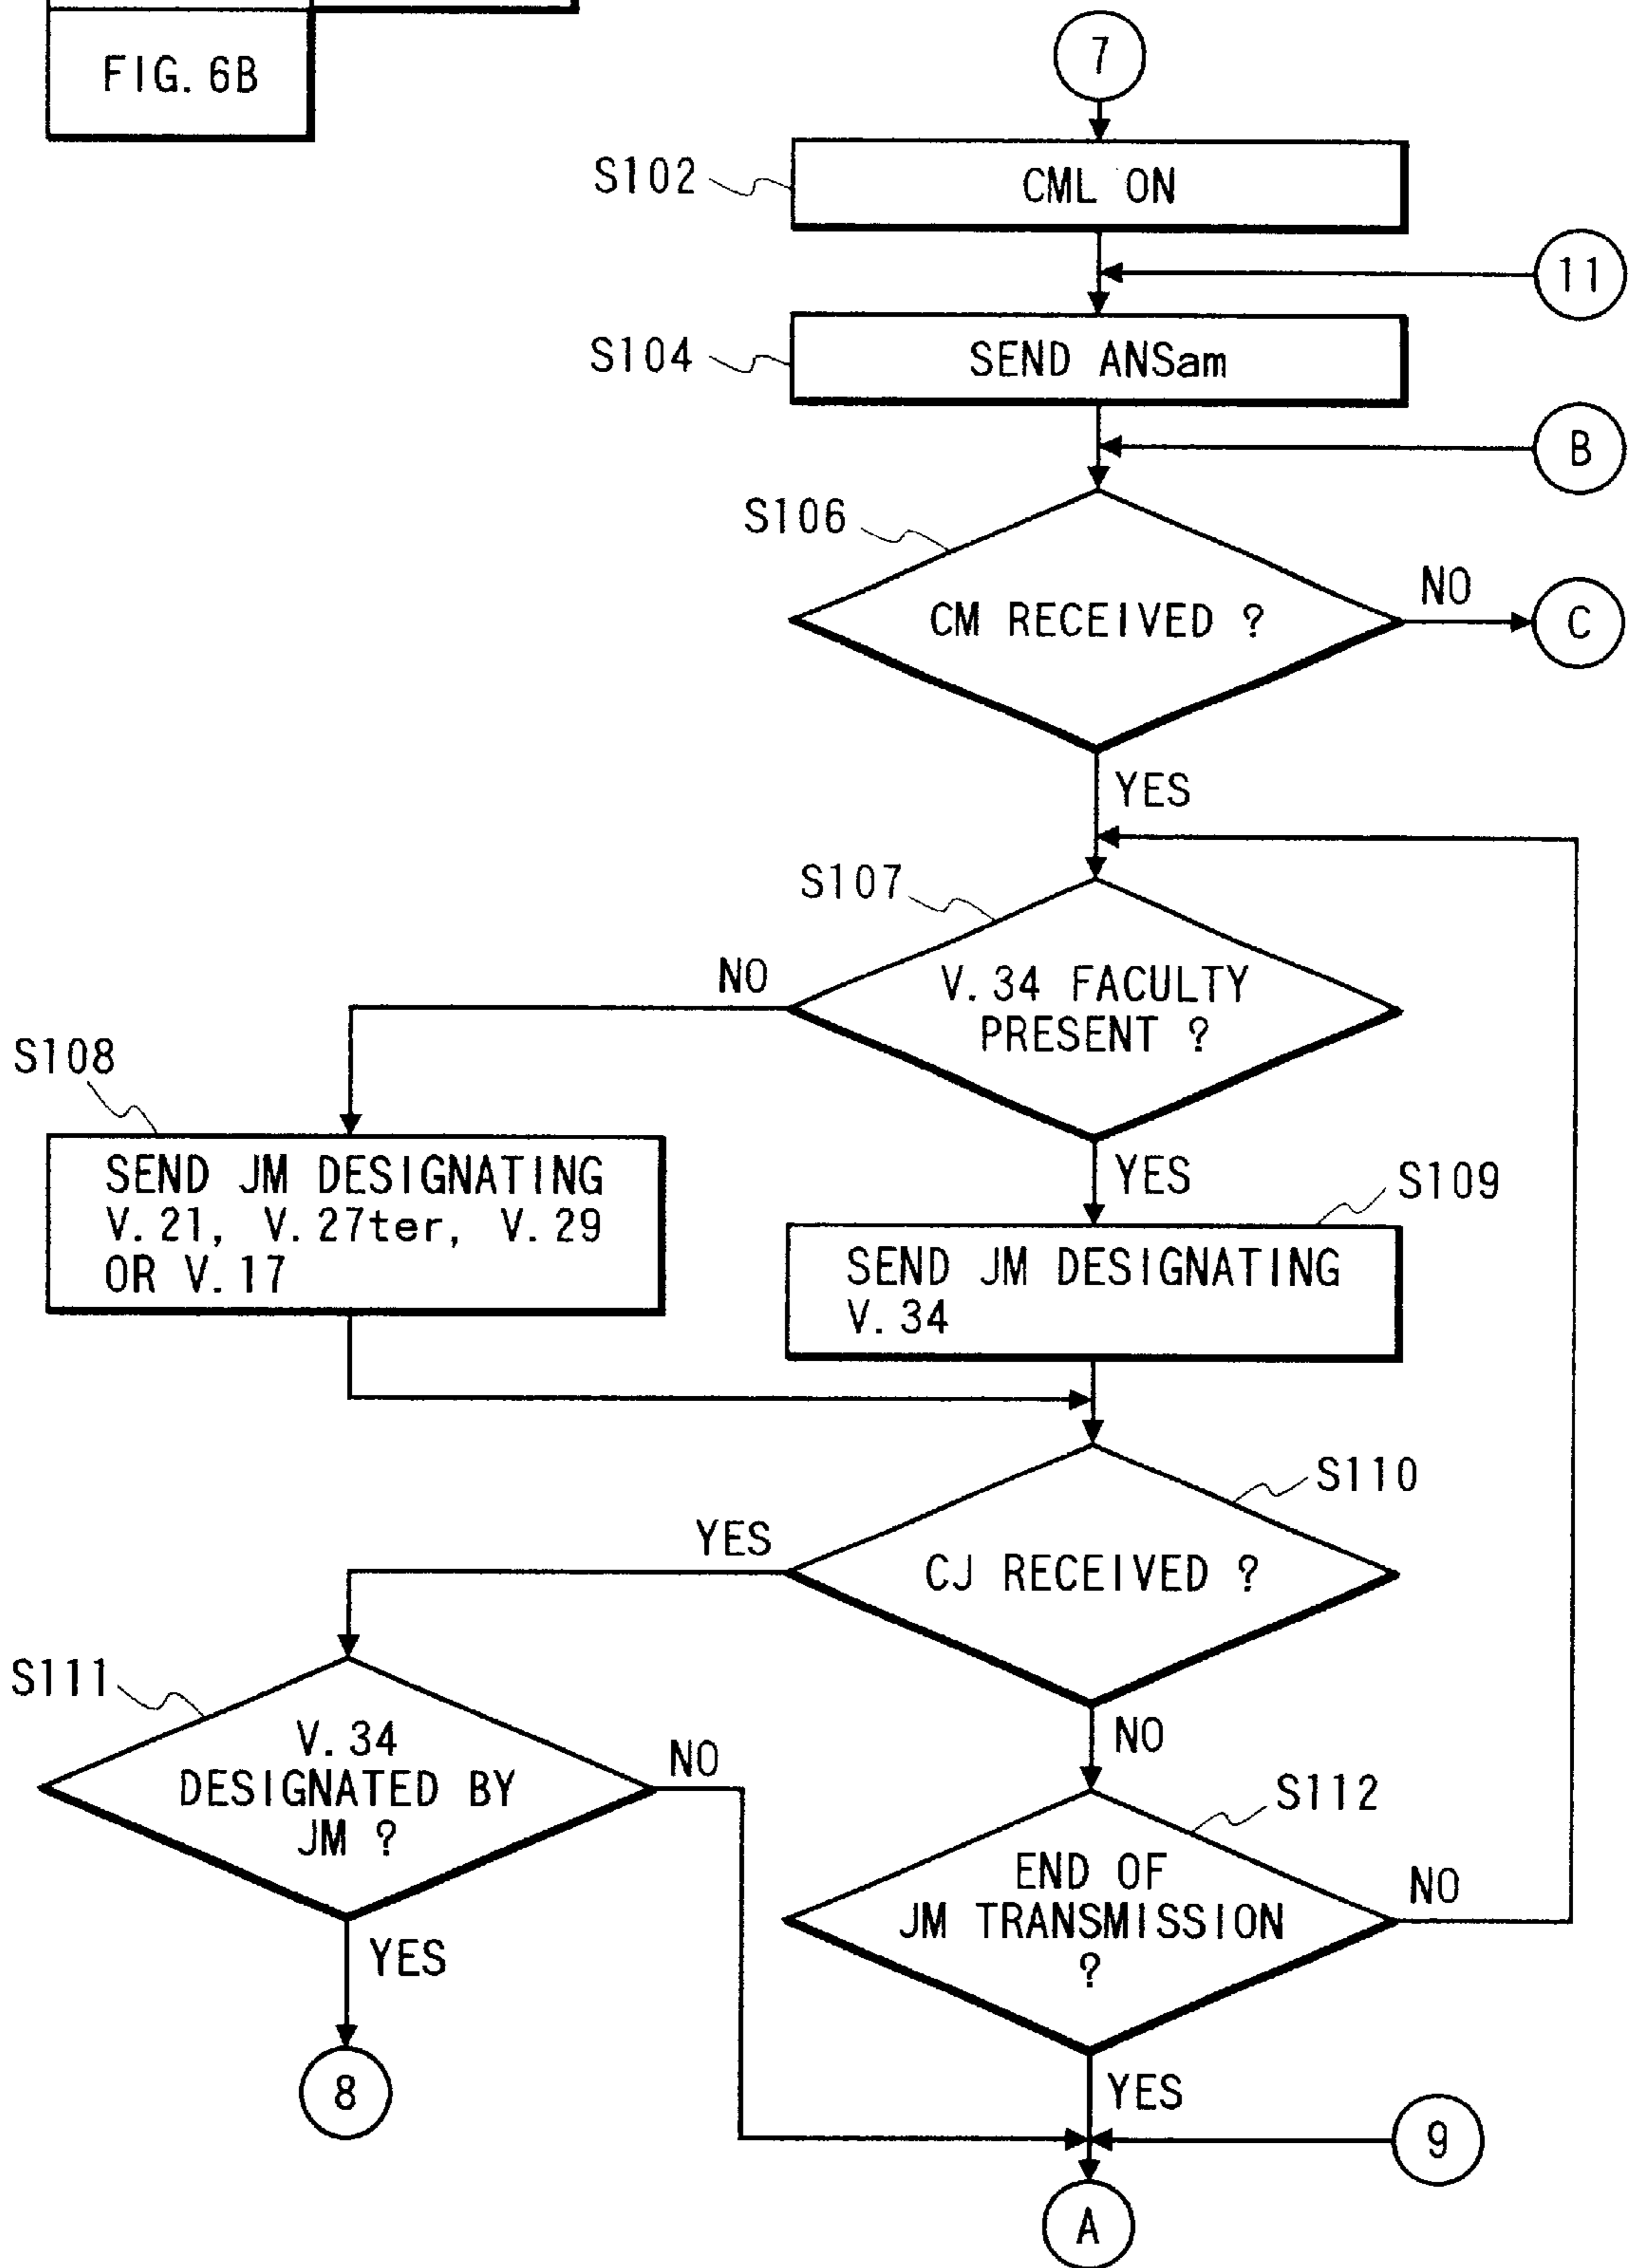 FIG. 6B
7
S102
CML ON
11
S104
SEND ANSam
B
S106
CM RECEIVED ?
NO
C
YES
S107
V.34 FACULTY
PRESENT ?
NO
S108
SEND JM DESIGNATING
V.21, V.27ter, V.29
OR V.17
YES
S109
SEND JM DESIGNATING
V.34
S110
CJ RECEIVED ?
YES
S111
V.34
DESIGNATED BY
JM ?
NO
NO
S112
END OF
JM TRANSMISSION
?
NO
YES
8
YES
9
A